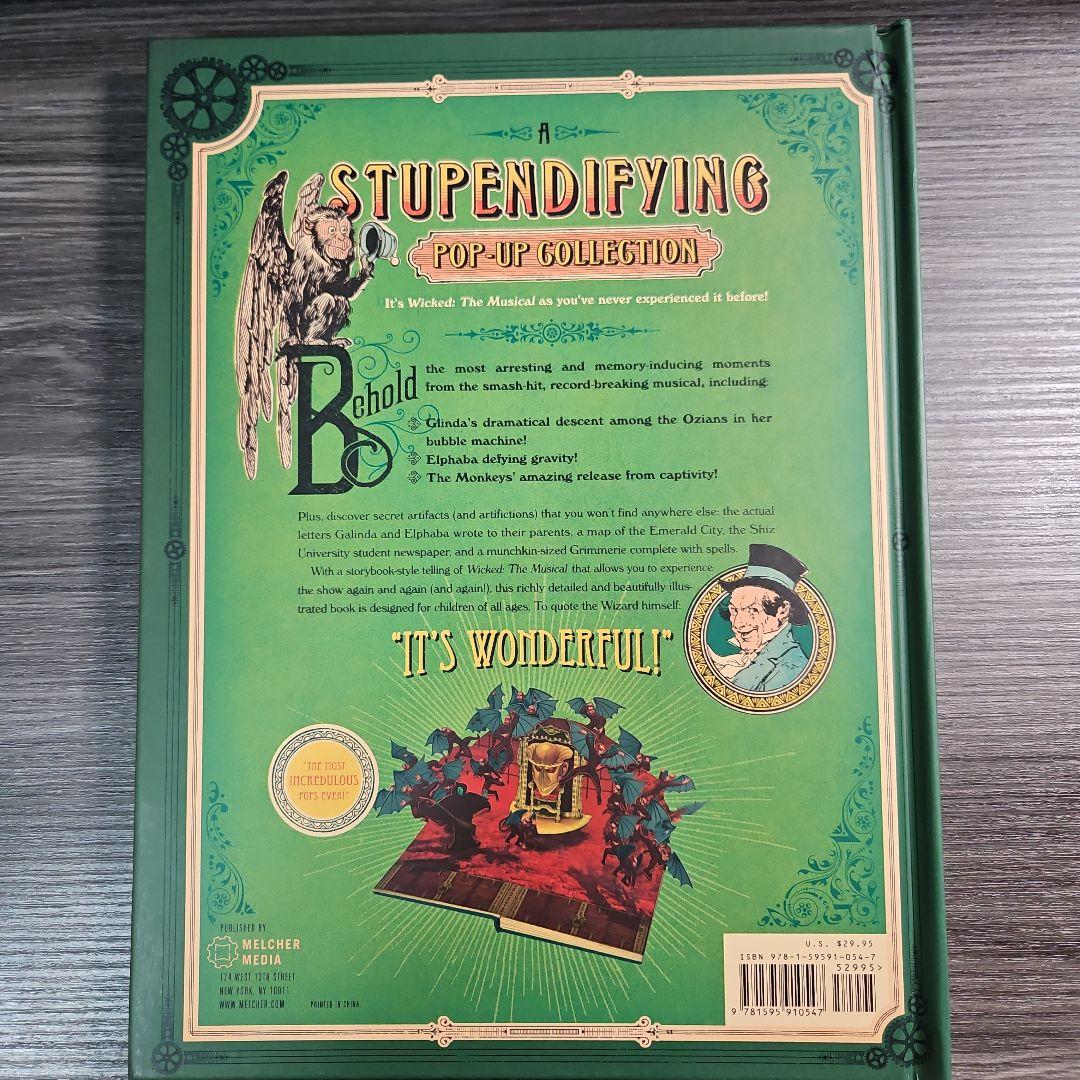 A
STUPENDIFYING
POP-UP COLLECTION
It's Wicked: The Musical as you've never experienced it before!
Behold the most arresting and memory-inducing moments
from the smash-hit, record-breaking musical, including:
Glinda's dramatical descent among the Ozians in her
bubble machine!
Elphaba defying gravity!
The Monkeys' amazing release from captivity!
Plus, discover secret artifacts (and artifictions) that you won't find anywhere else: the actual
letters Galinda and Elphaba wrote to their parents, a map of the Emerald City, the Shiz
University student newspaper, and a munchkin-sized Grimmerie complete with spells.
With a storybook-style telling of Wicked: The Musical that allows you to experience
the show again and again (and again!), this richly detailed and beautifully illus-
trated book is designed for children of all ages. To quote the Wizard himself:
"IT'S WONDERFUL!"
"THE MOST
INCREDULOUS
POPS EVER!"
PUBLISHED BY
MELCHER
MEDIA
124 WEST 13TH STREET
NEW YORK, NY 10011
WWW.MELCHER.COM
PRINTED IN CHINA.
U.S. $29.95
ISBN 978-1-59591-054-7
52995>
9 781595 910547